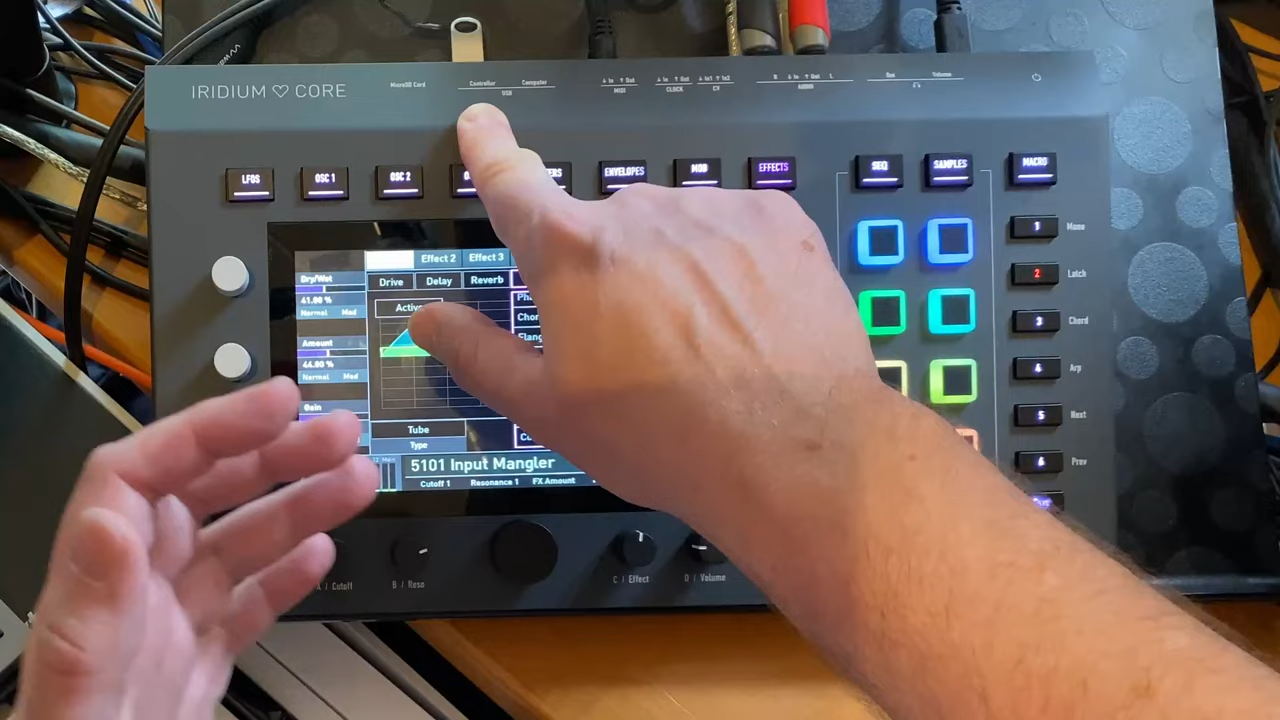 IRIDIUM ♡ CORE
MicroSD Card
Controller Computer
USB
MIDI
CLOCK
CV
Volume
LFOS
OSC 1
OSC 2
ENVELOPES
MOD
EFFECTS
SEQ
SAMPLES
MACRO
1 Mono
2 Latch
3 Chord
4 Arp
5 Next
6 Prev
Effect 2 Effect 3
Drive Delay Reverb
Dry/Wet
41.00 %
Normal Mod
Amount
44.00 %
Normal Mod
Gain
Tube
Type
5101 Input Mangler
Cutoff 1 Resonance 1 FX Amount
A / Cutoff
B / Reso
C / Effect
D / Volume